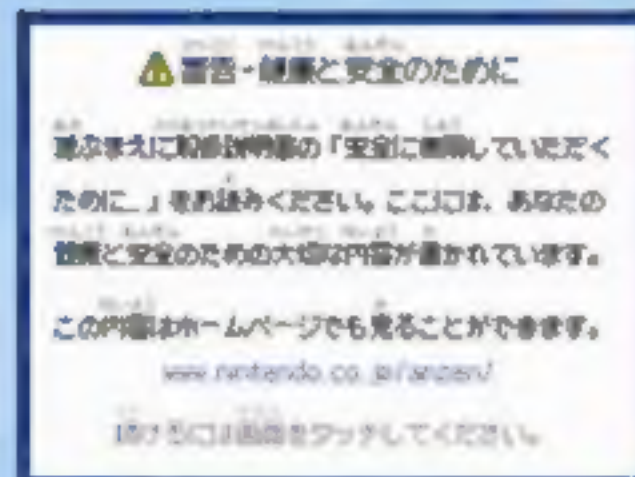 警告-健康と安全のために
遊ぶまえに取扱説明書の「安全に使用していただく
ために…」をお読みください。ここには、あなたの
健康と安全のための大切な内容が書かれています。
この内容はホームページでも見ることができます。
www.nintendo.co.jp/anzen/
続けるには画面をタッチしてください。